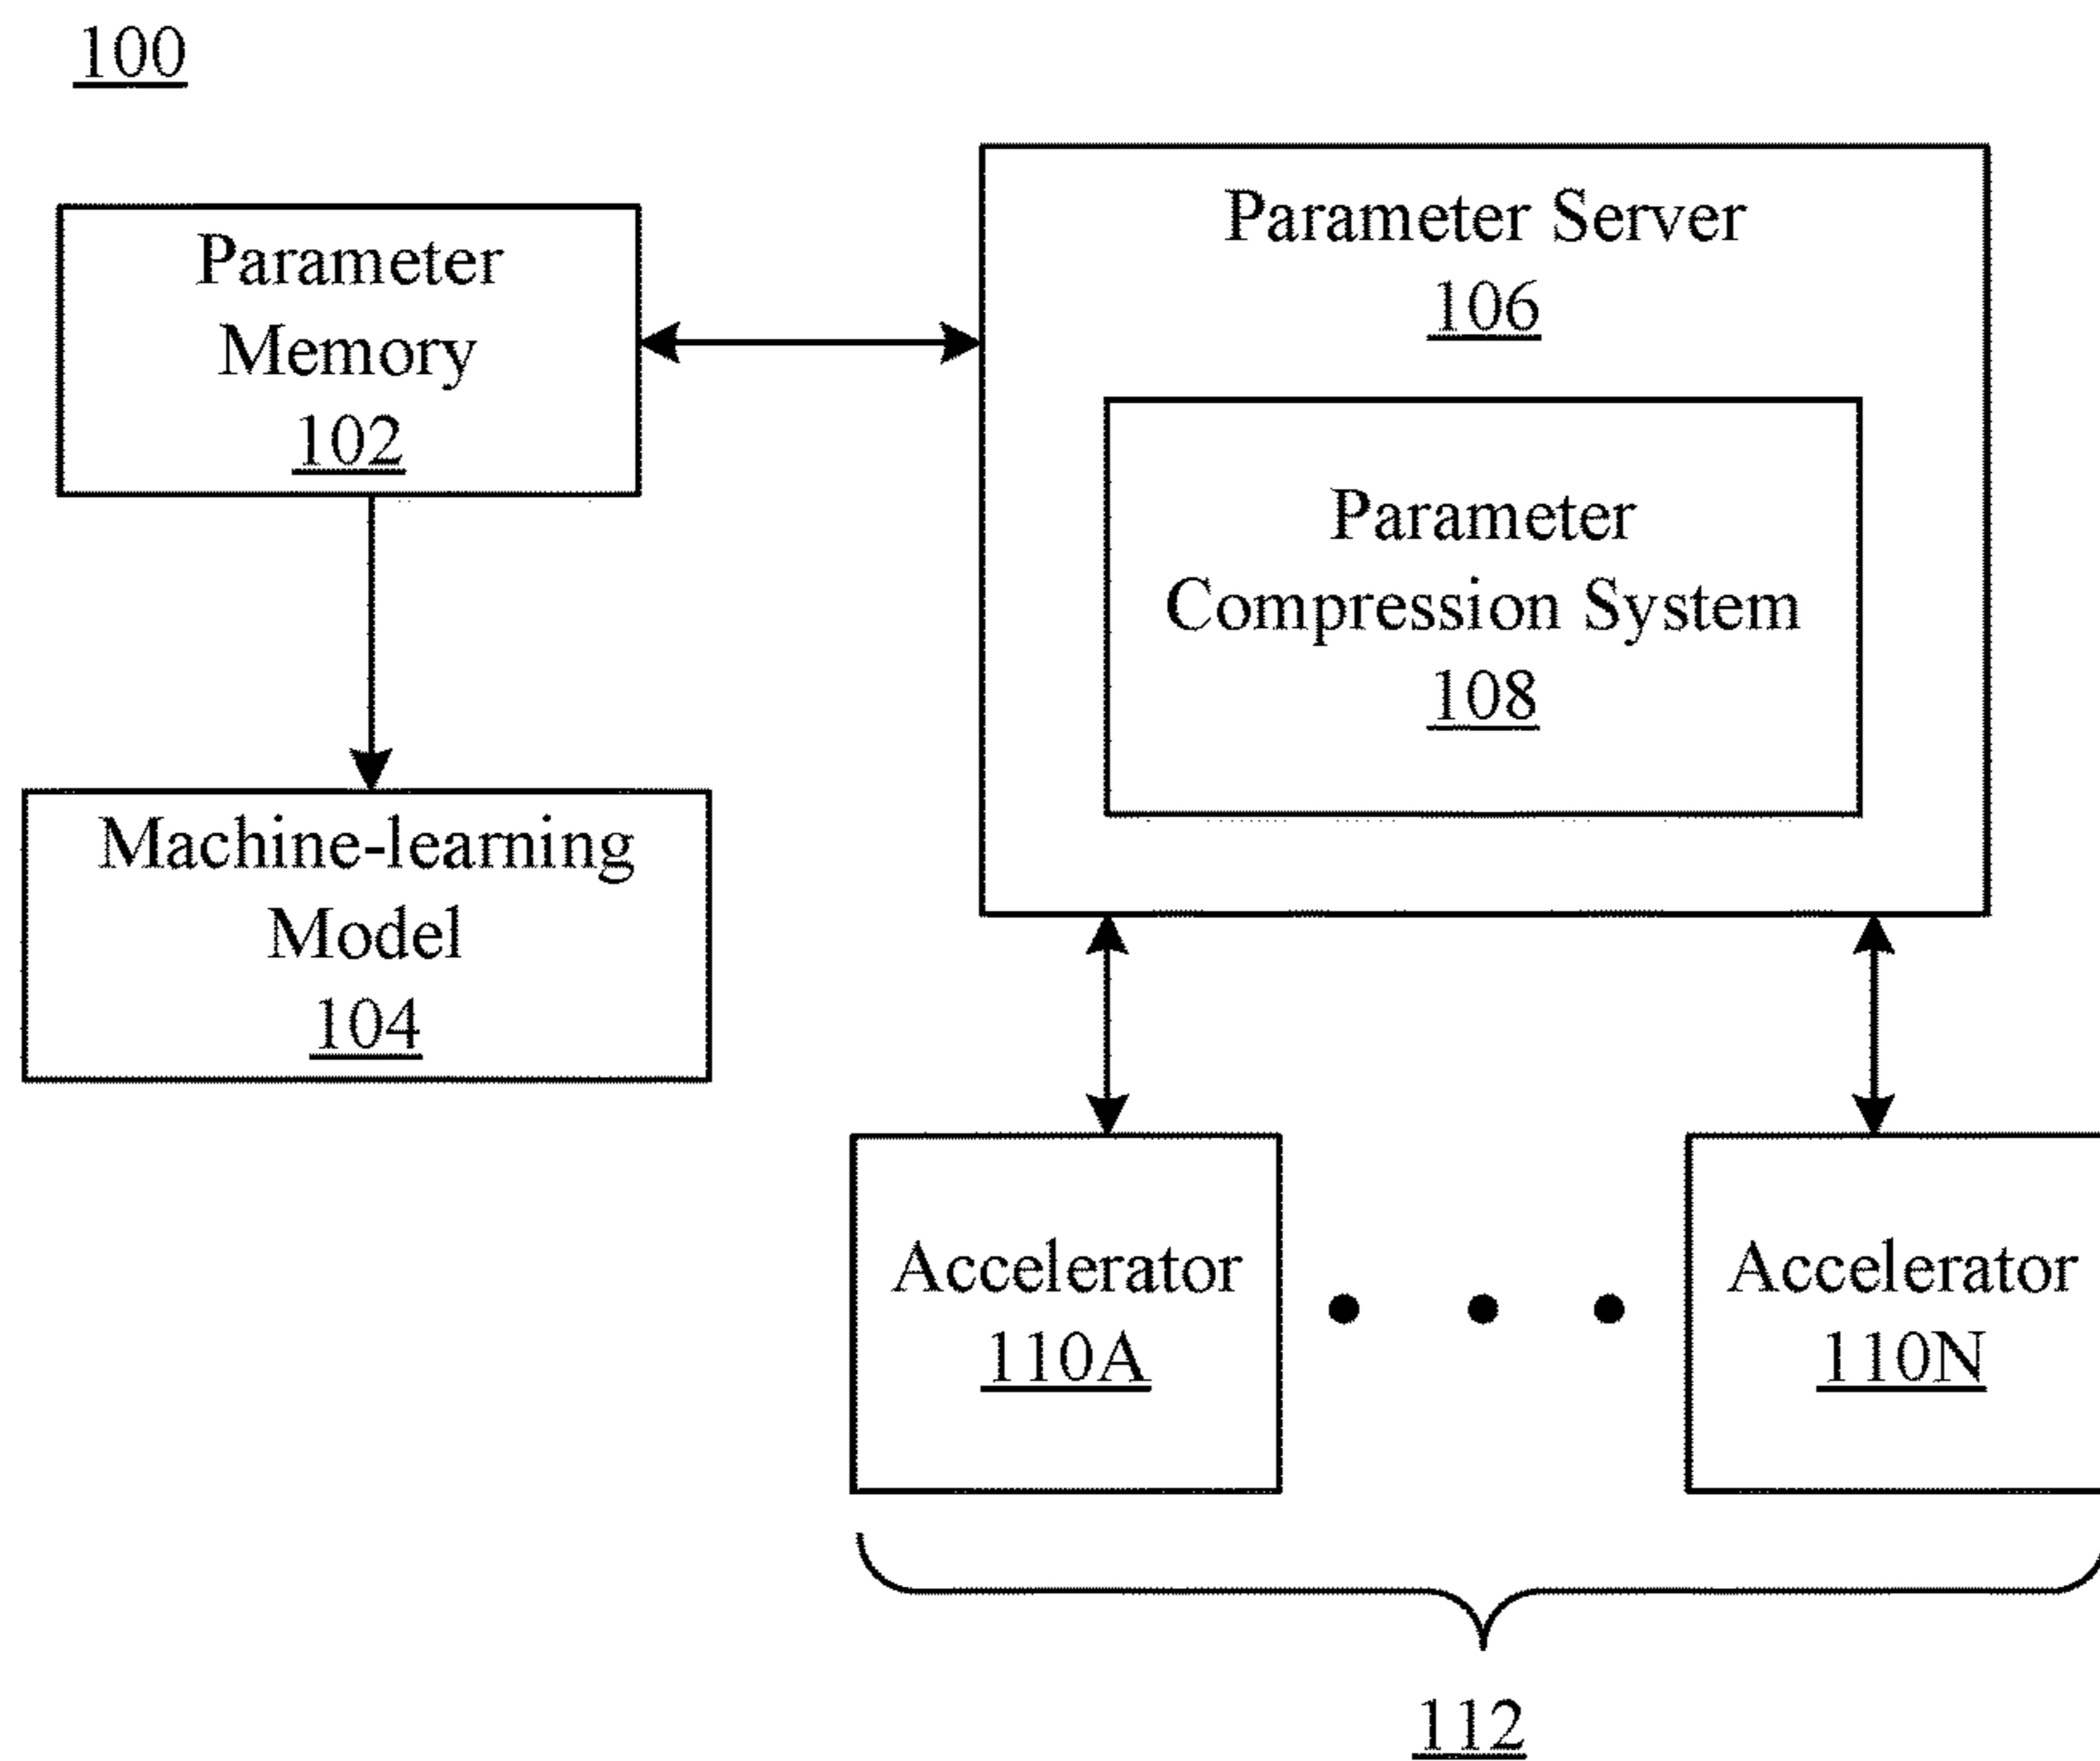 100
Parameter
Memory
102
Machine-learning
Model
104
Parameter Server
106
Parameter
Compression System
108
Accelerator
110A
Accelerator
110N
112